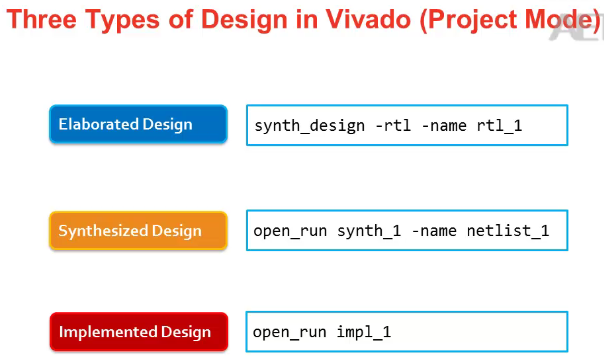 Three Types of Design in Vivado (Project Mode)
Elaborated Design
synth_design -rtl -name rtl_1
Synthesized Design
open_run synth_1 -name netlist_1
Implemented Design
open_run impl_1